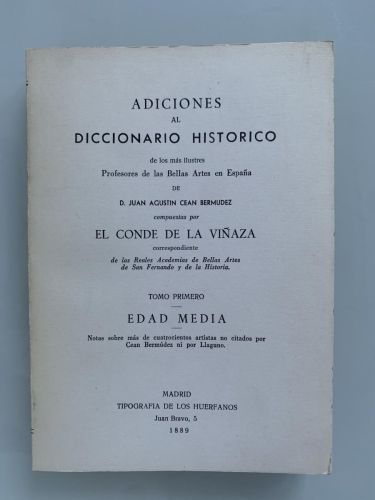 ADICIONES
AL
DICCIONARIO HISTORICO
de los más ilustres
Profesores de las Bellas Artes en España
DE
D. JUAN AGUSTIN CEAN BERMUDEZ
compuestas por
EL CONDE DE LA VIÑAZA
correspondiente
de las Reales Academias de Bellas Artes
de San Fernando y de la Historia.
TOMO PRIMERO
EDAD MEDIA
Notas sobre más de cuatrocientos artistas no citados por
Cean Bermúdez ni por Llaguno.
MADRID
TIPOGRAFIA DE LOS HUERFANOS
Juan Bravo, 5
1889